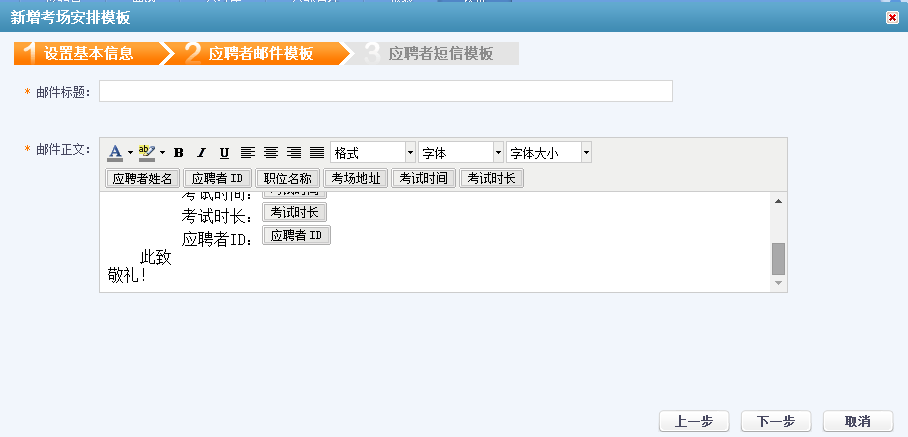 新增考场安排模板
1 设置基本信息 2 应聘者邮件模板 3 应聘者短信模板
* 邮件标题：
* 邮件正文：
A ab B I U 格式 字体 字体大小
应聘者姓名 应聘者ID 职位名称 考场地址 考试时间 考试时长
考试时间： 考试时间
考试时长： 考试时长
应聘者ID： 应聘者ID
此致
敬礼！
上一步 下一步 取消